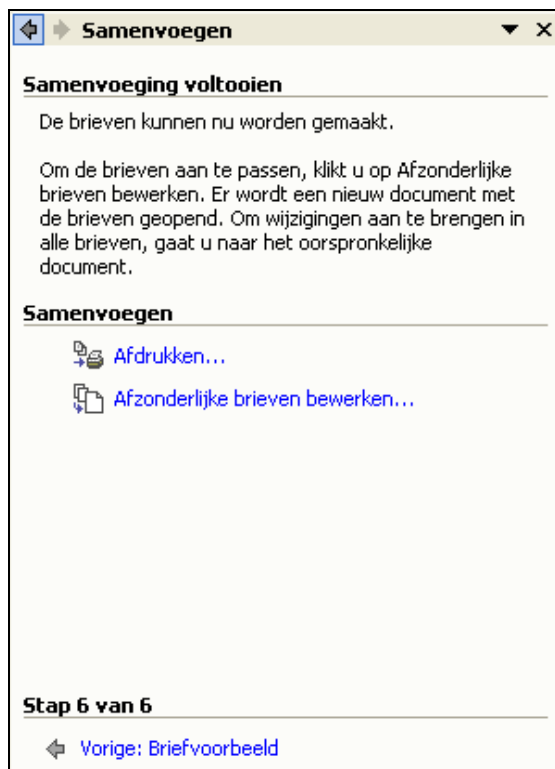 Samenvoegen
Samenvoeging voltooien
De brieven kunnen nu worden gemaakt.
Om de brieven aan te passen, klikt u op Afzonderlijke
brieven bewerken. Er wordt een nieuw document met
de brieven geopend. Om wijzigingen aan te brengen in
alle brieven, gaat u naar het oorspronkelijke
document.
Samenvoegen
Afdrukken...
Afzonderlijke brieven bewerken...
Stap 6 van 6
Vorige: Briefvoorbeeld